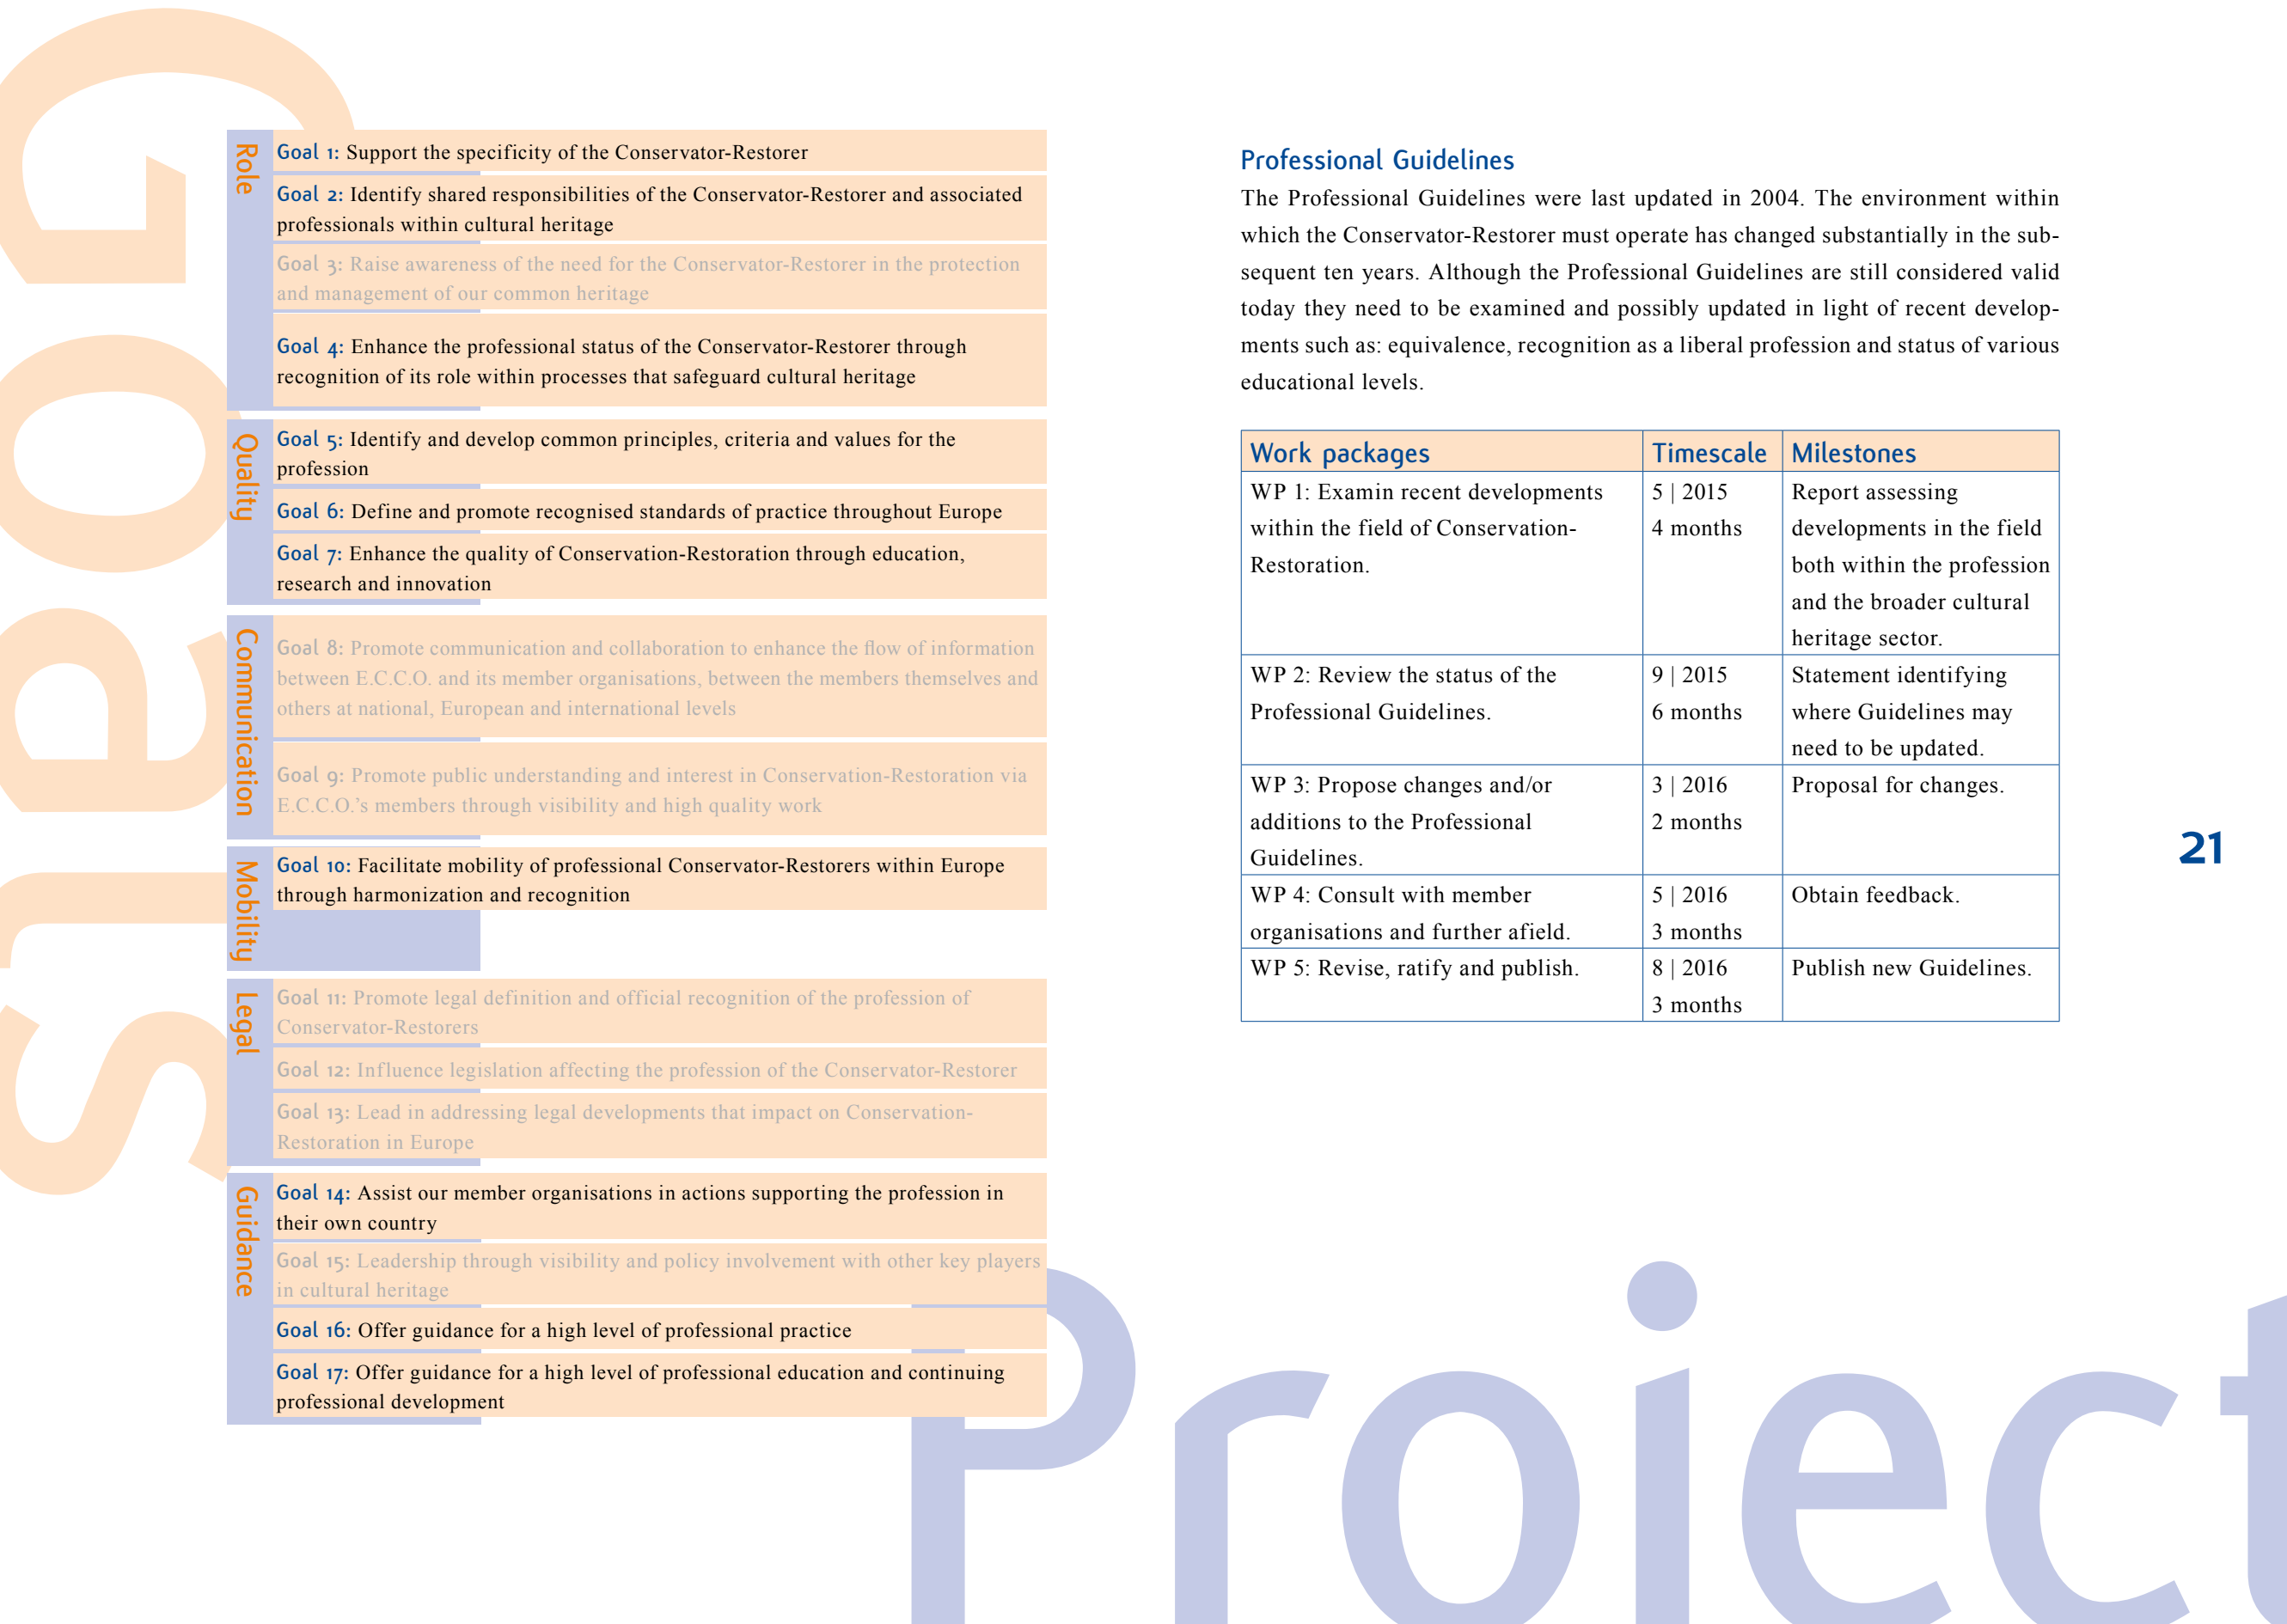 Goals
Role
Goal 1: Support the specificity of the Conservator-Restorer
Goal 2: Identify shared responsibilities of the Conservator-Restorer and associated
professionals within cultural heritage
Goal 3: Raise awareness of the need for the Conservator-Restorer in the protection
and management of our common heritage
Goal 4: Enhance the professional status of the Conservator-Restorer through
recognition of its role within processes that safeguard cultural heritage
Quality
Goal 5: Identify and develop common principles, criteria and values for the
profession
Goal 6: Define and promote recognised standards of practice throughout Europe
Goal 7: Enhance the quality of Conservation-Restoration through education,
research and innovation
Communication
Goal 8: Promote communication and collaboration to enhance the flow of information
between E.C.C.O. and its member organisations, between the members themselves and
others at national, European and international levels
Goal 9: Promote public understanding and interest in Conservation-Restoration via
E.C.C.O.'s members through visibility and high quality work
Mobility
Goal 10: Facilitate mobility of professional Conservator-Restorers within Europe
through harmonization and recognition
Legal
Goal 11: Promote legal definition and official recognition of the profession of
Conservator-Restorers
Goal 12: Influence legislation affecting the profession of the Conservator-Restorer
Goal 13: Lead in addressing legal developments that impact on Conservation-
Restoration in Europe
Guidance
Goal 14: Assist our member organisations in actions supporting the profession in
their own country
Goal 15: Leadership through visibility and policy involvement with other key players
in cultural heritage
Goal 16: Offer guidance for a high level of professional practice
Goal 17: Offer guidance for a high level of professional education and continuing
professional development
Professional Guidelines
The Professional Guidelines were last updated in 2004. The environment within
which the Conservator-Restorer must operate has changed substantially in the sub-
sequent ten years. Although the Professional Guidelines are still considered valid
today they need to be examined and possibly updated in light of recent develop-
ments such as: equivalence, recognition as a liberal profession and status of various
educational levels.
Work packages Timescale Milestones
WP 1: Examin recent developments
within the field of Conservation-
Restoration.
5 | 2015
4 months
Report assessing
developments in the field
both within the profession
and the broader cultural
heritage sector.
WP 2: Review the status of the
Professional Guidelines.
9 | 2015
6 months
Statement identifying
where Guidelines may
need to be updated.
WP 3: Propose changes and/or
additions to the Professional
Guidelines.
3 | 2016
2 months
Proposal for changes.
WP 4: Consult with member
organisations and further afield.
5 | 2016
3 months
Obtain feedback.
WP 5: Revise, ratify and publish.
8 | 2016
3 months
Publish new Guidelines.
21
Project